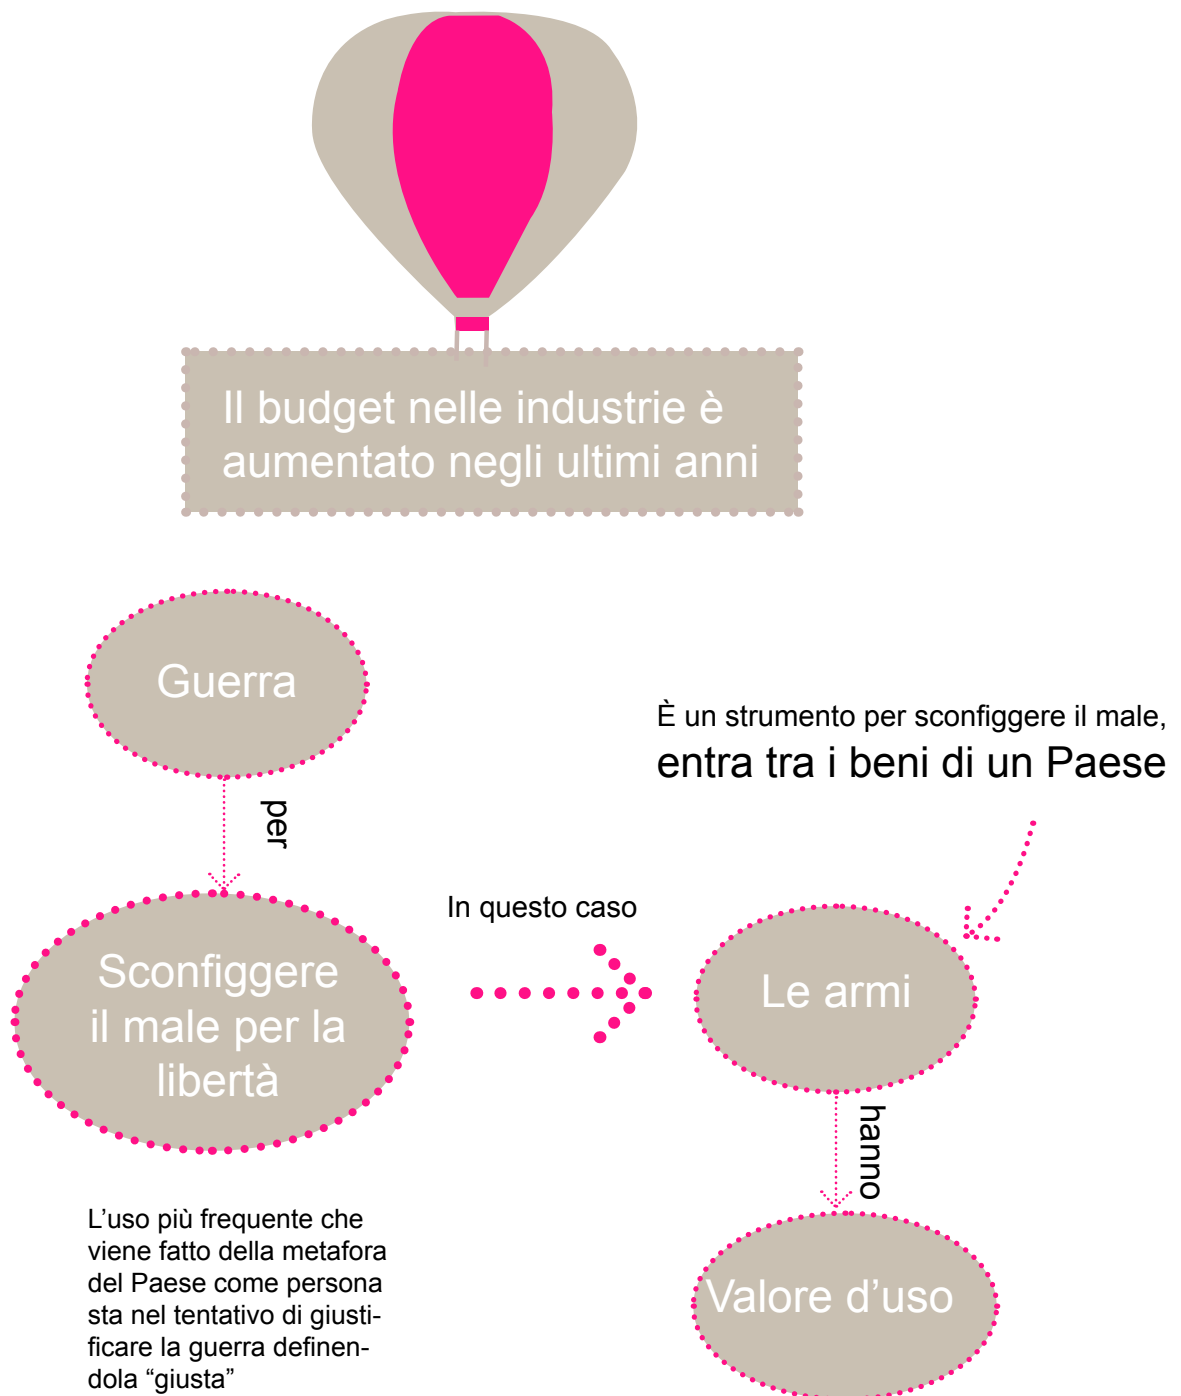 Il budget nelle industrie è
aumentato negli ultimi anni
Guerra
per
Sconfiggere
il male per la
libertà
L’uso più frequente che
viene fatto della metafora
del Paese come persona
sta nel tentativo di giusti-
ficare la guerra definen-
dola “giusta”
In questo caso
È un strumento per sconfiggere il male,
entra tra i beni di un Paese
Le armi
hanno
Valore d’uso